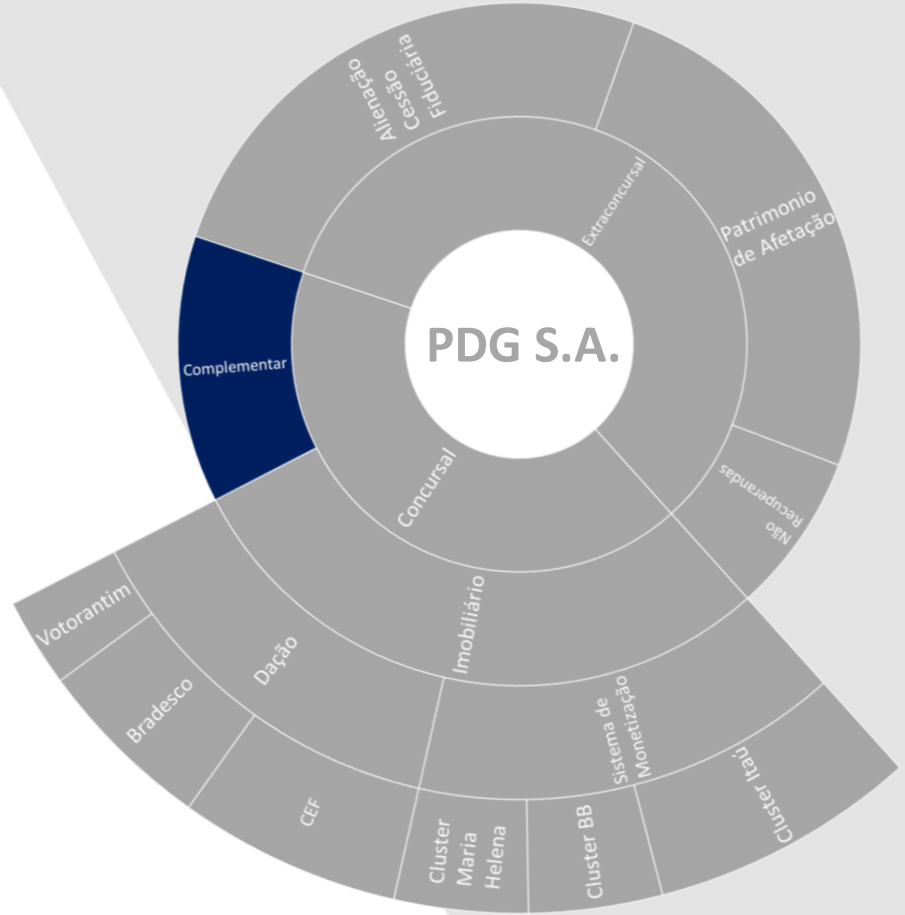 Alienação
Cessão
Fiduciária
Extraconcursal
Patrimonio
de Afetação
PDG S.A.
Complementar
Concursal
Não
Recuperandas
Imobiliário
Votorantim
Dação
Bradesco
Sistema de
Monetização
CEF
Cluster
Maria
Helena
Cluster BB
Cluster Itaú